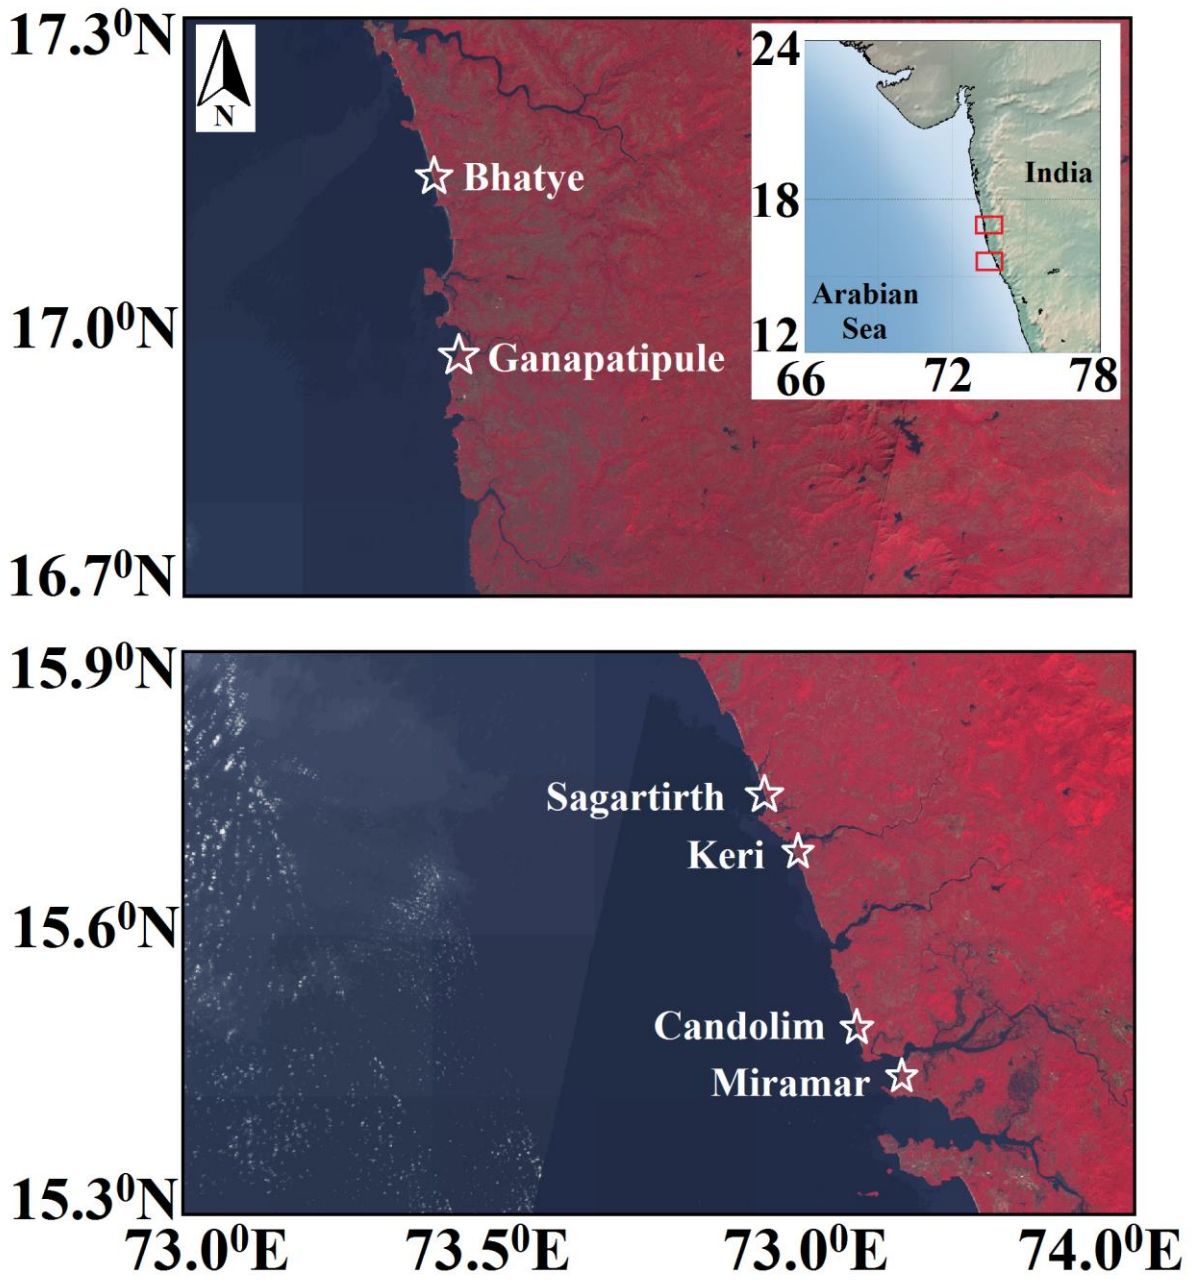 17.3⁰N
N
Bhatye
17.0⁰N
Ganapatipule
16.7⁰N
24
India
18
Arabian
Sea
12
66
72
78
15.9⁰N
Sagartirth
Keri
15.6⁰N
Candolim
Miramar
15.3⁰N
73.0⁰E
73.5⁰E
73.0⁰E
74.0⁰E